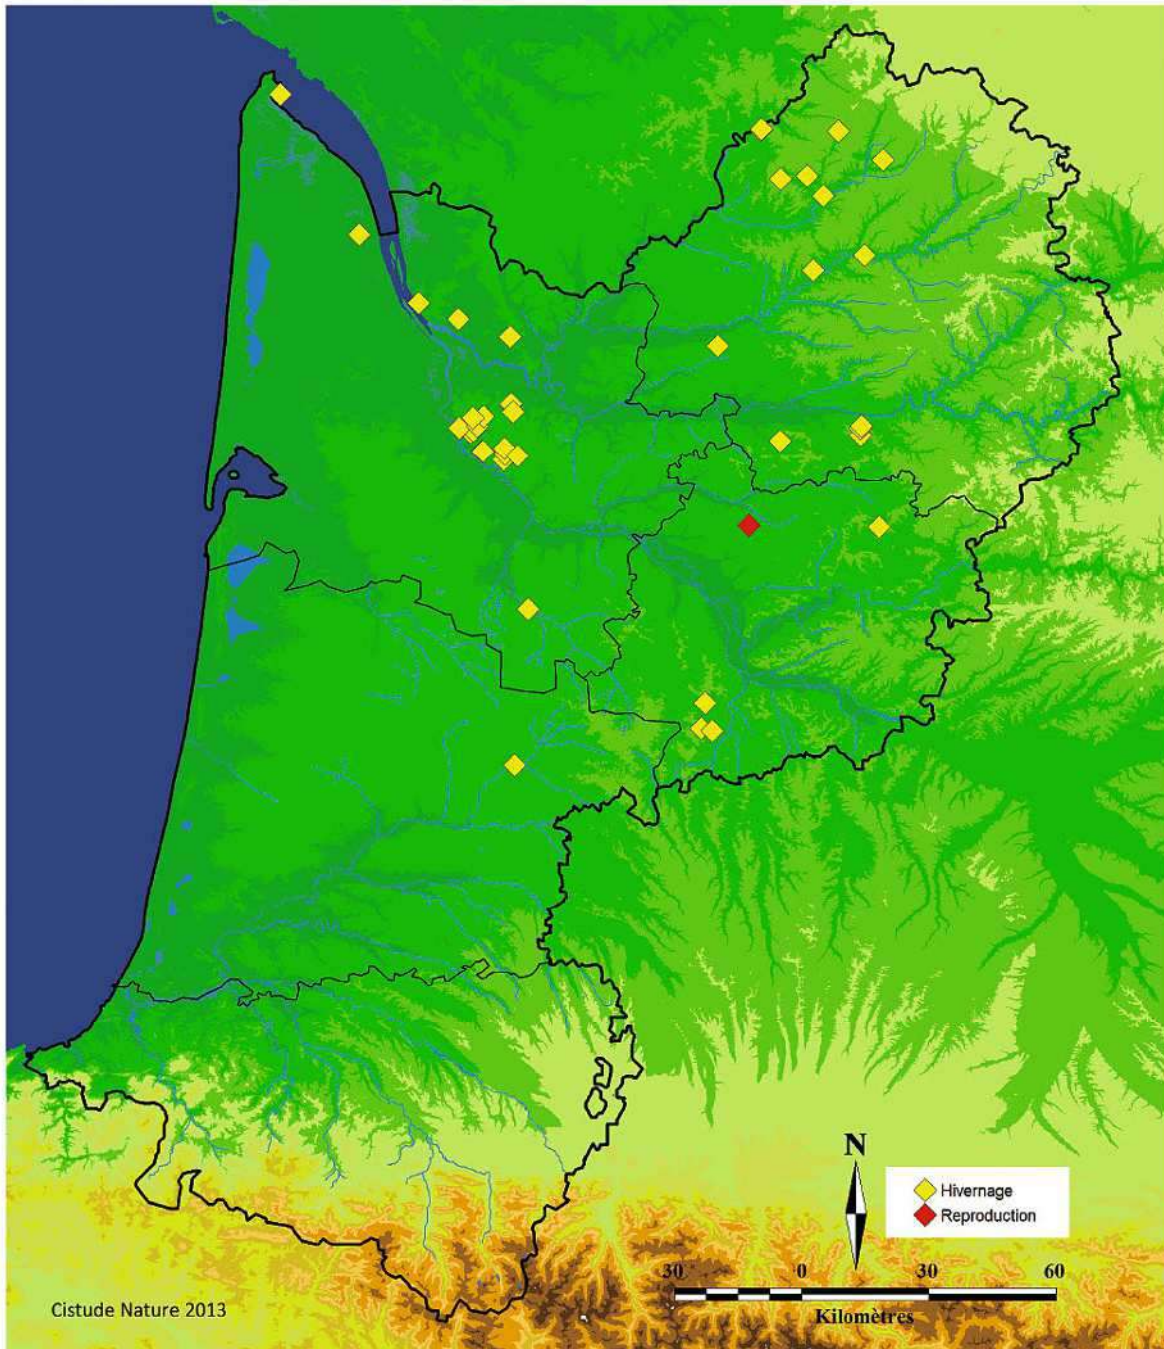 N
Hivernage
Reproduction
30 0 30 60
Kilomètres
Cistude Nature 2013